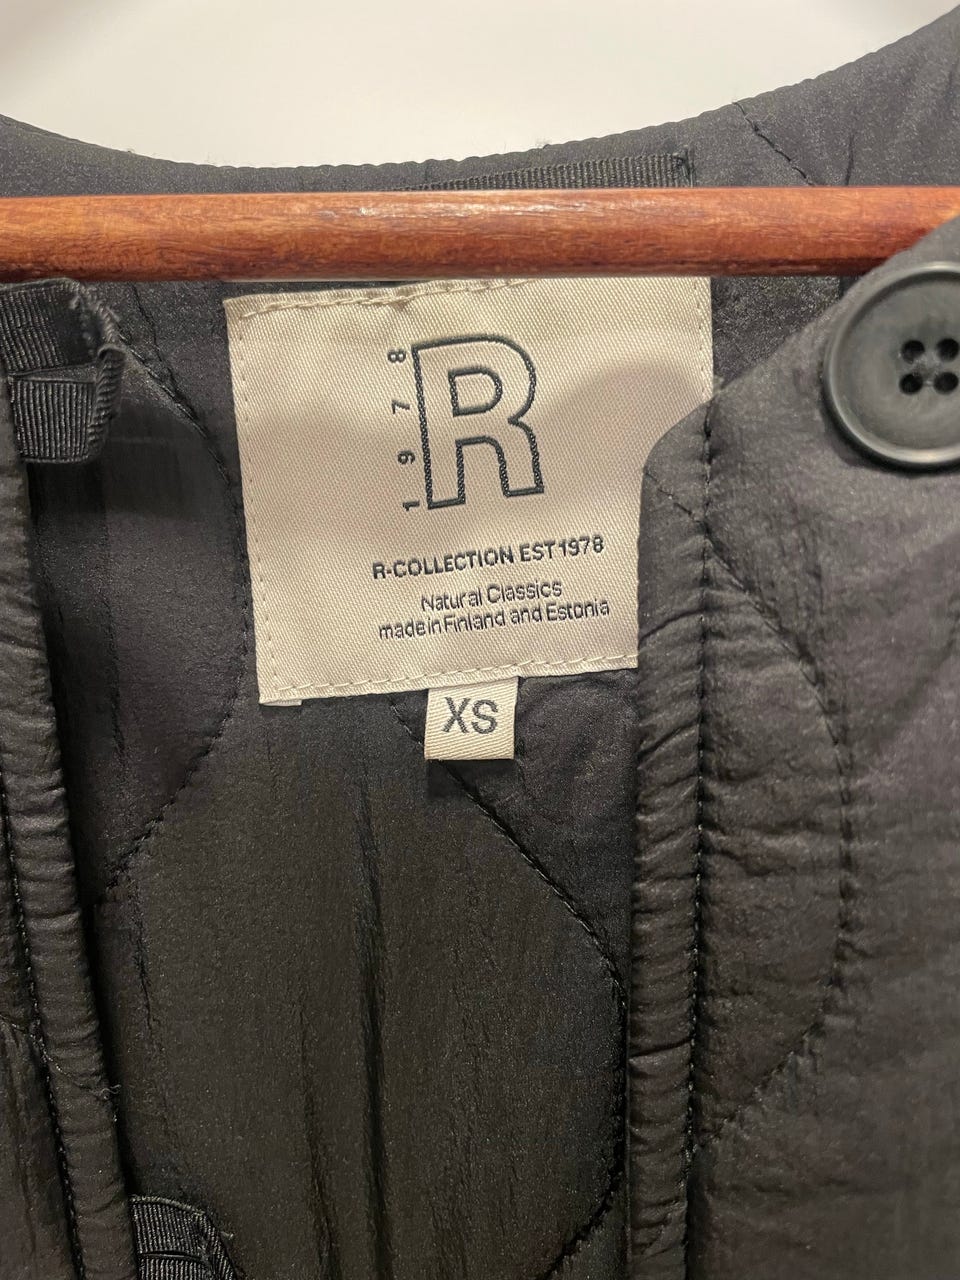 1978
R
R-COLLECTION EST 1978
Natural Classics
made in Finland and Estonia
XS